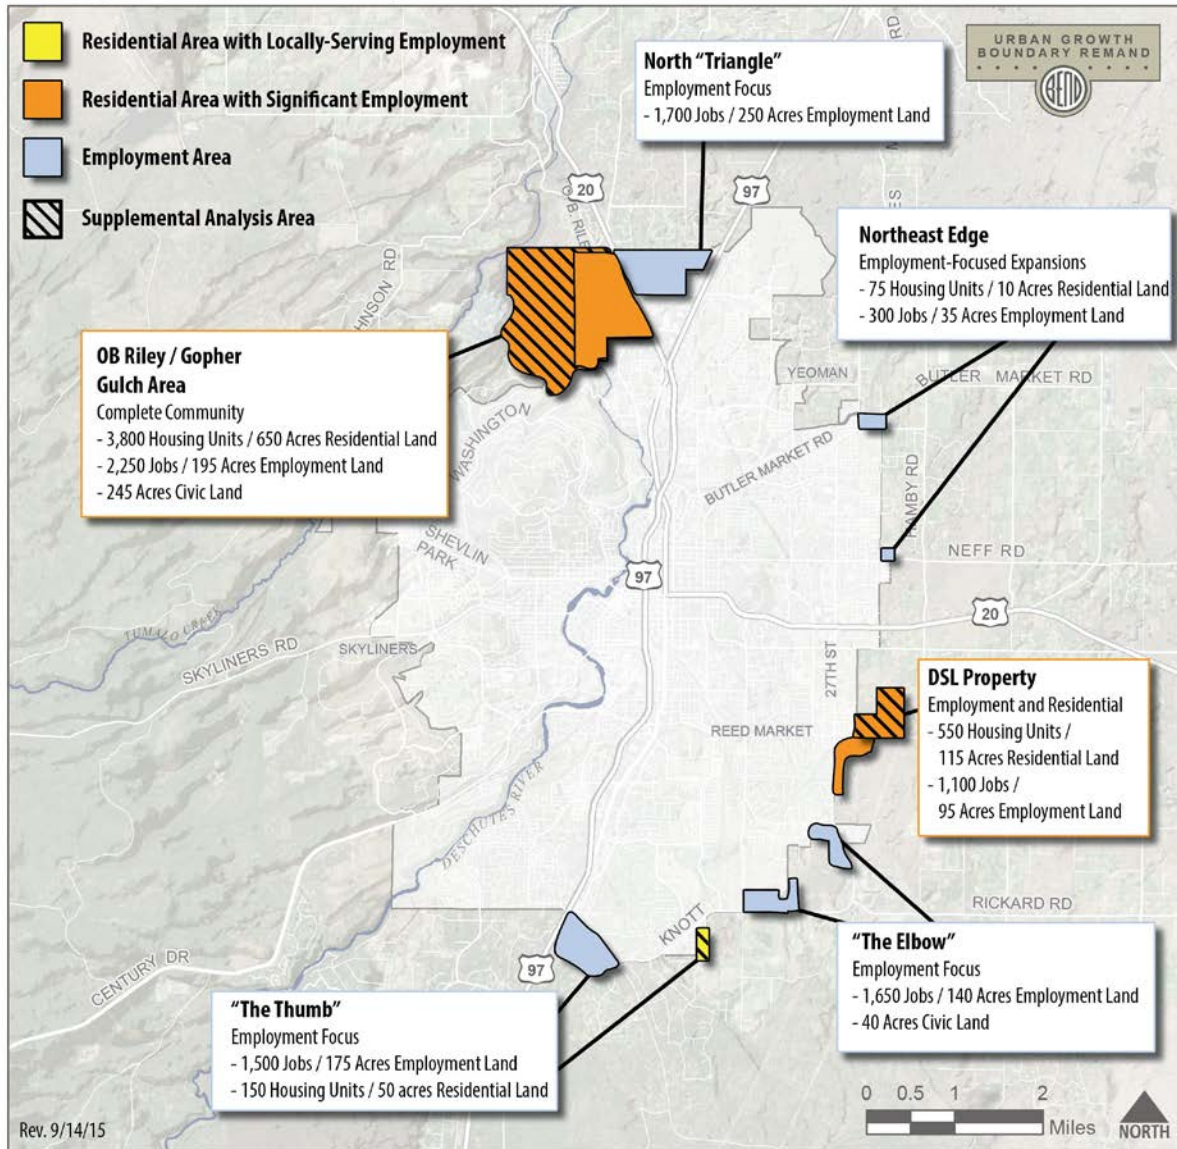 Residential Area with Locally-Serving Employment
Residential Area with Significant Employment
Employment Area
Supplemental Analysis Area
URBAN GROWTH
BOUNDARY REMAND
BEND
North "Triangle"
Employment Focus
- 1,700 Jobs / 250 Acres Employment Land
20
97
O.B. RILE
RD
ES
Northeast Edge
Employment-Focused Expansions
- 75 Housing Units / 10 Acres Residential Land
- 300 Jobs / 35 Acres Employment Land
HNSON RD
OB Riley / Gopher
Gulch Area
Complete Community
- 3,800 Housing Units / 650 Acres Residential Land
- 2,250 Jobs / 195 Acres Employment Land
- 245 Acres Civic Land
YEOMAN
BUTLER MARKET RD
WASHINGTON
BUTLER MARKET RD
HAMBY RD
SHEVLIN
PARK
NEFF RD
97
20
TUMALO CREEK
SKYLINERS RD
SKYLINERS
27TH ST
DSL Property
Employment and Residential
- 550 Housing Units /
115 Acres Residential Land
- 1,100 Jobs /
95 Acres Employment Land
REED MARKET
DESCHUTES RIVER
RICKARD RD
KNOTT
CENTURY DR
97
"The Elbow"
Employment Focus
- 1,650 Jobs / 140 Acres Employment Land
- 40 Acres Civic Land
"The Thumb"
Employment Focus
- 1,500 Jobs / 175 Acres Employment Land
- 150 Housing Units / 50 acres Residential Land
0 0.5 1 2
Miles
NORTH
Rev. 9/14/15